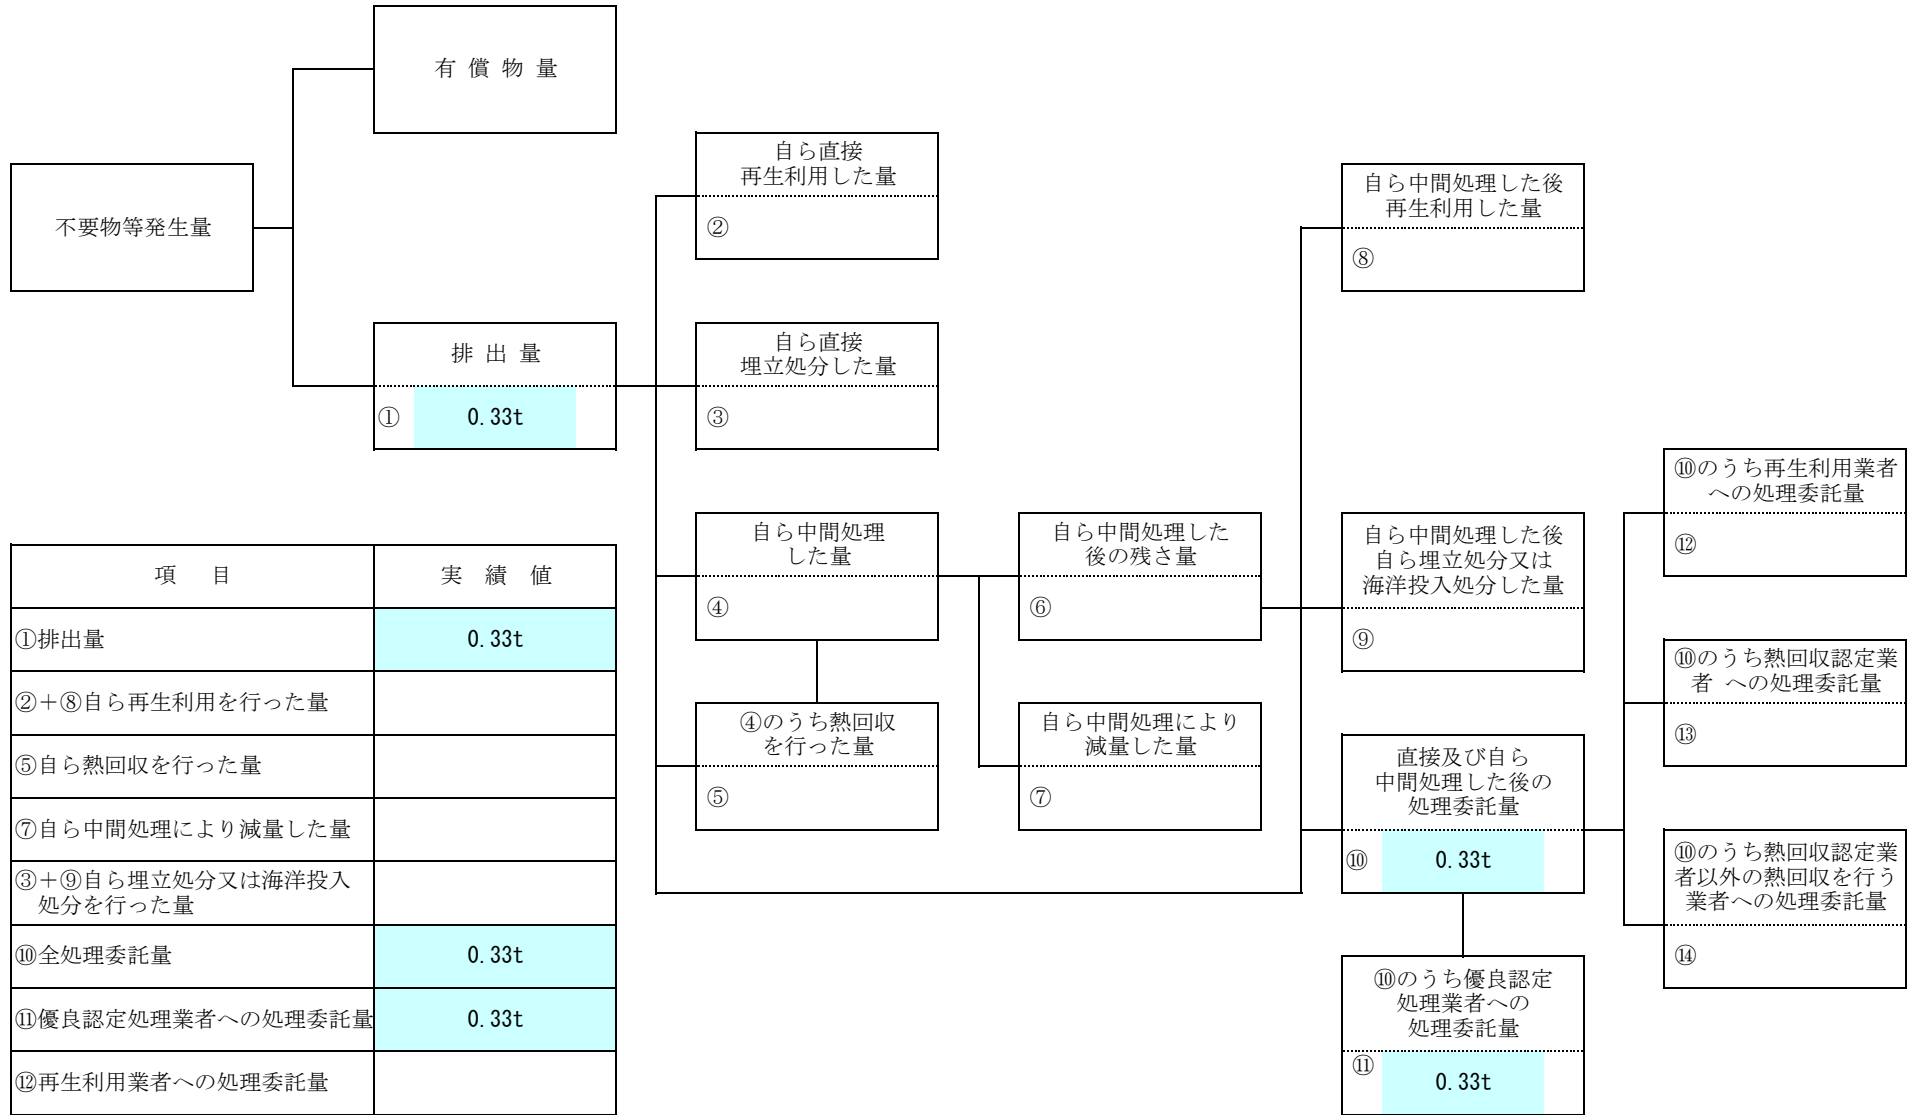 有 償 物 量
不要物等発生量
排 出 量
① 0.33t
自ら直接
再生利用した量
②
自ら直接
埋立処分した量
③
自ら中間処理
した量
④
④のうち熱回収
を行った量
⑤
自ら中間処理した
後の残さ量
⑥
自ら中間処理により
減量した量
⑦
自ら中間処理した後
再生利用した量
⑧
自ら中間処理した後
自ら埋立処分又は
海洋投入処分した量
⑨
直接及び自ら
中間処理した後の
処理委託量
⑩ 0.33t
⑩のうち優良認定
処理業者への
処理委託量
⑪ 0.33t
⑩のうち再生利用業者
への処理委託量
⑫
⑩のうち熱回収認定業
者 への処理委託量
⑬
⑩のうち熱回収認定業
者以外の熱回収を行う
業者への処理委託量
⑭
項 目 実 績 値
①排出量 0.33t
②+⑧自ら再生利用を行った量
⑤自ら熱回収を行った量
⑦自ら中間処理により減量した量
③+⑨自ら埋立処分又は海洋投入
処分を行った量
⑩全処理委託量 0.33t
⑪優良認定処理業者への処理委託量 0.33t
⑫再生利用業者への処理委託量